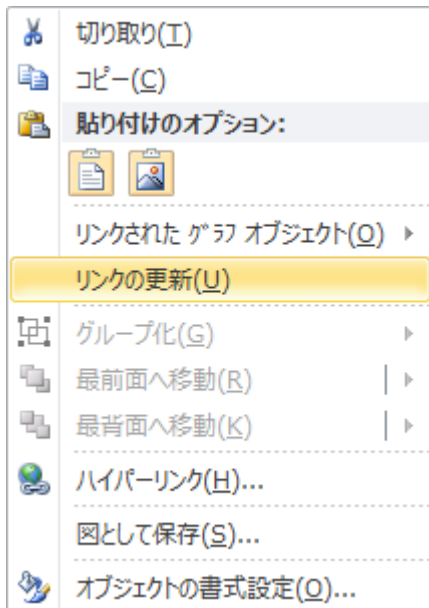 切り取り(T)
コピー(C)
貼り付けのオプション:
リンクされた ｸﾞﾗﾌ オブジェクト(O)
リンクの更新(U)
グループ化(G)
最前面へ移動(R)
最背面へ移動(K)
ハイパーリンク(H)...
図として保存(S)...
オブジェクトの書式設定(O)...